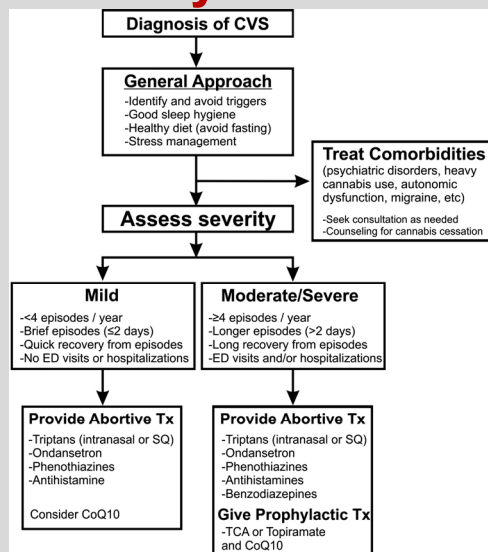 Diagnosis of CVS
General Approach
-Identify and avoid triggers
-Good sleep hygiene
-Healthy diet (avoid fasting)
-Stress management
Treat Comorbidities
(psychiatric disorders, heavy
cannabis use, autonomic
dysfunction, migraine, etc)
-Seek consultation as needed
-Counseling for cannabis cessation
Assess severity
Mild
-<4 episodes / year
-Brief episodes (≤2 days)
-Quick recovery from episodes
-No ED visits or hospitalizations
Moderate/Severe
-≥4 episodes / year
-Longer episodes (>2 days)
-Long recovery from episodes
-ED visits and/or hospitalizations
Provide Abortive Tx
-Triptans (intranasal or SQ)
-Ondansetron
-Phenothiazines
-Antihistamine
Consider CoQ10
Provide Abortive Tx
-Triptans (intranasal or SQ)
-Ondansetron
-Phenothiazines
-Antihistamines
-Benzodiazepines
Give Prophylactic Tx
-TCA or Topiramate
and CoQ10